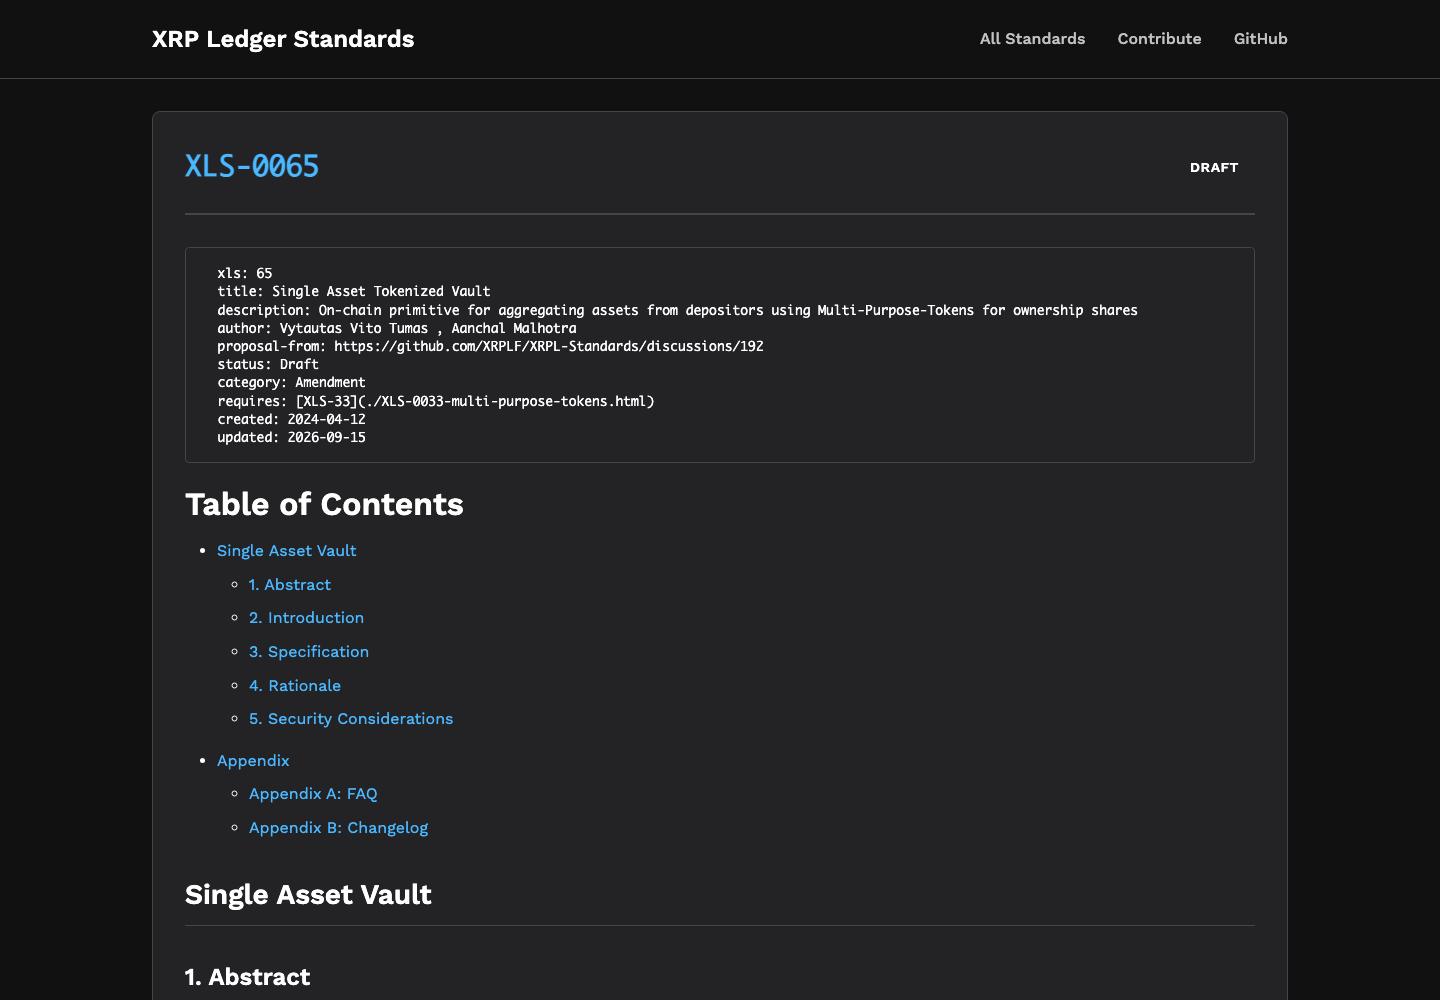 XRP Ledger Standards
All Standards
Contribute
GitHub
XLS-0065
DRAFT
xls: 65
title: Single Asset Tokenized Vault
description: On-chain primitive for aggregating assets from depositors using Multi-Purpose-Tokens for ownership shares
author: Vytautas Vito Tumas , Aanchal Malhotra
proposal-from: https://github.com/XRPLF/XRPL-Standards/discussions/192
status: Draft
category: Amendment
requires: [XLS-33](./XLS-0033-multi-purpose-tokens.html)
created: 2024-04-12
updated: 2026-09-15
Table of Contents
Single Asset Vault
1. Abstract
2. Introduction
3. Specification
4. Rationale
5. Security Considerations
Appendix
Appendix A: FAQ
Appendix B: Changelog
Single Asset Vault
1. Abstract